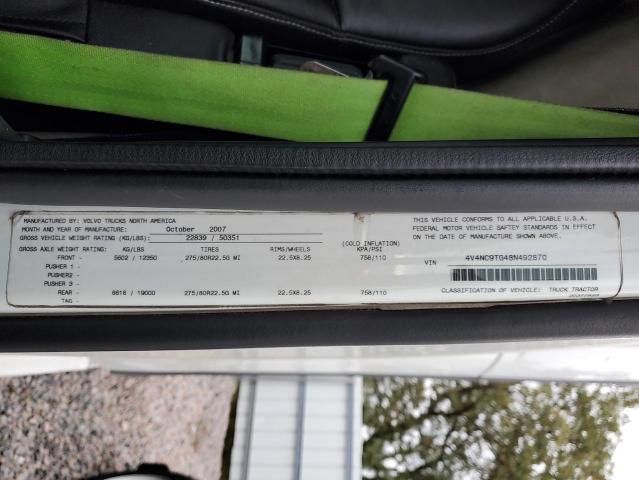 MANUFACTURED BY: VOLVO TRUCKS NORTH AMERICA
MONTH AND YEAR OF MANUFACTURE: October 2007
GROSS VEHICLE WEIGHT RATING (KG/LBS): 22839 / 50351
GROSS AXLE WEIGHT RATING: KG/LBS TIRES RIMS/WHEELS (COLD INFLATION) KPA/PSI
FRONT - 5602 / 12350 275/80R22.5G MI 22.5X8.25 758/110
PUSHER 1 -
PUSHER2 -
PUSHER 3 -
REAR - 8618 / 19000 275/80R22.5G MI 22.5X8.25 758/110
TAG -
THIS VEHICLE CONFORMS TO ALL APPLICABLE U.S.A.
FEDERAL MOTOR VEHICLE SAFTEY STANDARDS IN EFFECT
ON THE DATE OF MANUFACTURE SHOWN ABOVE.
VIN 4V4NC9TG48N492870
CLASSIFICATION OF VEHICLE: TRUCK TRACTOR